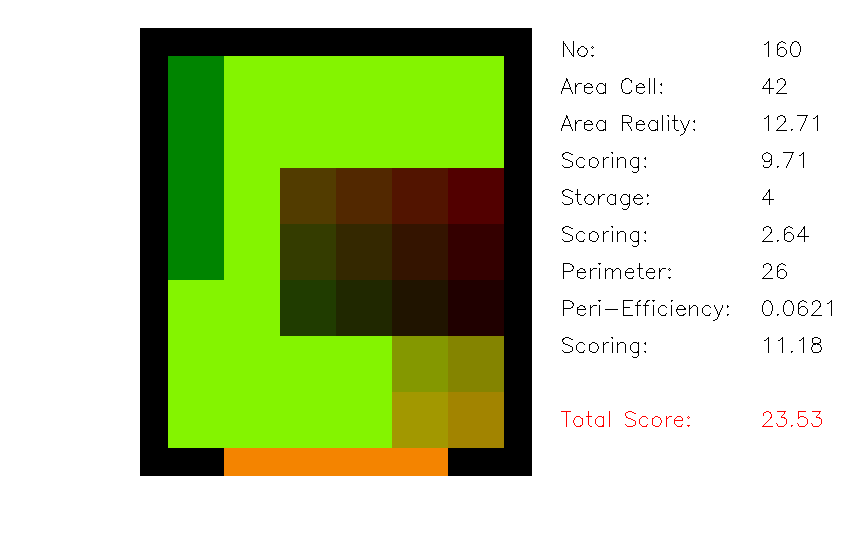 No: 160
Area Cell: 42
Area Reality: 12.71
Scoring: 9.71
Storage: 4
Scoring: 2.64
Perimeter: 26
Peri-Efficiency: 0.0621
Scoring: 11.18
Total Score: 23.53